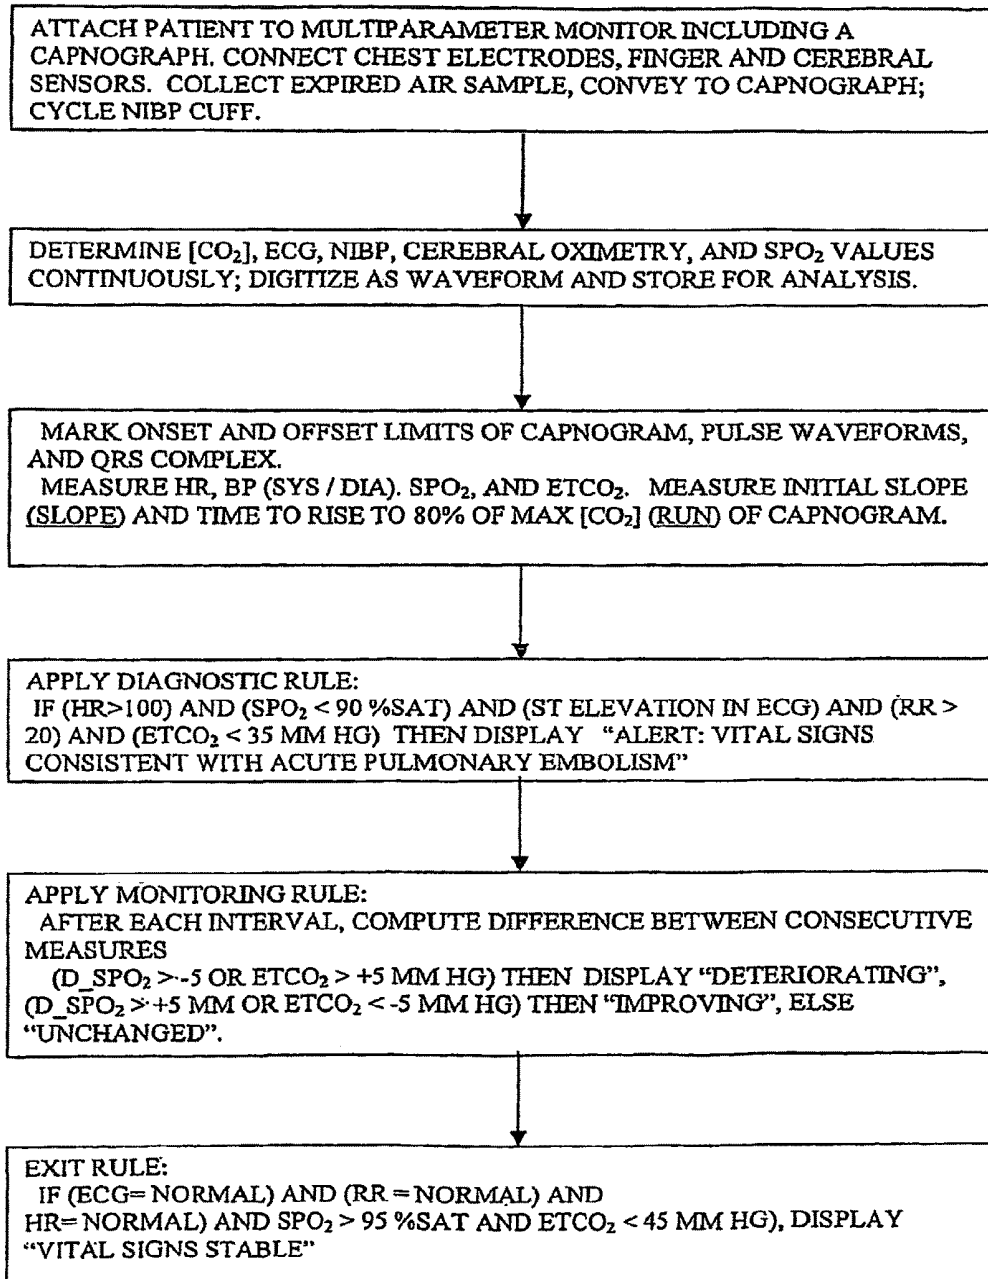 ATTACH PATIENT TO MULTIPARAMETER MONITOR INCLUDING A
CAPNOGRAPH. CONNECT CHEST ELECTRODES, FINGER AND CEREBRAL
SENSORS. COLLECT EXPIRED AIR SAMPLE, CONVEY TO CAPNOGRAPH;
CYCLE NIBP CUFF.
DETERMINE [CO₂], ECG, NIBP, CEREBRAL OXIMETRY, AND SPO₂ VALUES
CONTINUOUSLY; DIGITIZE AS WAVEFORM AND STORE FOR ANALYSIS.
MARK ONSET AND OFFSET LIMITS OF CAPNOGRAM, PULSE WAVEFORMS,
AND QRS COMPLEX.
MEASURE HR, BP (SYS / DIA). SPO₂, AND ETCO₂. MEASURE INITIAL SLOPE
(SLOPE) AND TIME TO RISE TO 80% OF MAX [CO₂] (RUN) OF CAPNOGRAM.
APPLY DIAGNOSTIC RULE:
IF (HR>100) AND (SPO₂ < 90 %SAT) AND (ST ELEVATION IN ECG) AND (RR >
20) AND (ETCO₂ < 35 MM HG) THEN DISPLAY "ALERT: VITAL SIGNS
CONSISTENT WITH ACUTE PULMONARY EMBOLISM"
APPLY MONITORING RULE:
AFTER EACH INTERVAL, COMPUTE DIFFERENCE BETWEEN CONSECUTIVE
MEASURES
(D_SPO₂ > -5 OR ETCO₂ > +5 MM HG) THEN DISPLAY "DETERIORATING",
(D_SPO₂ > +5 MM OR ETCO₂ < -5 MM HG) THEN "IMPROVING", ELSE
"UNCHANGED".
EXIT RULE:
IF (ECG= NORMAL) AND (RR = NORMAL) AND
HR= NORMAL) AND SPO₂ > 95 %SAT AND ETCO₂ < 45 MM HG), DISPLAY
"VITAL SIGNS STABLE"